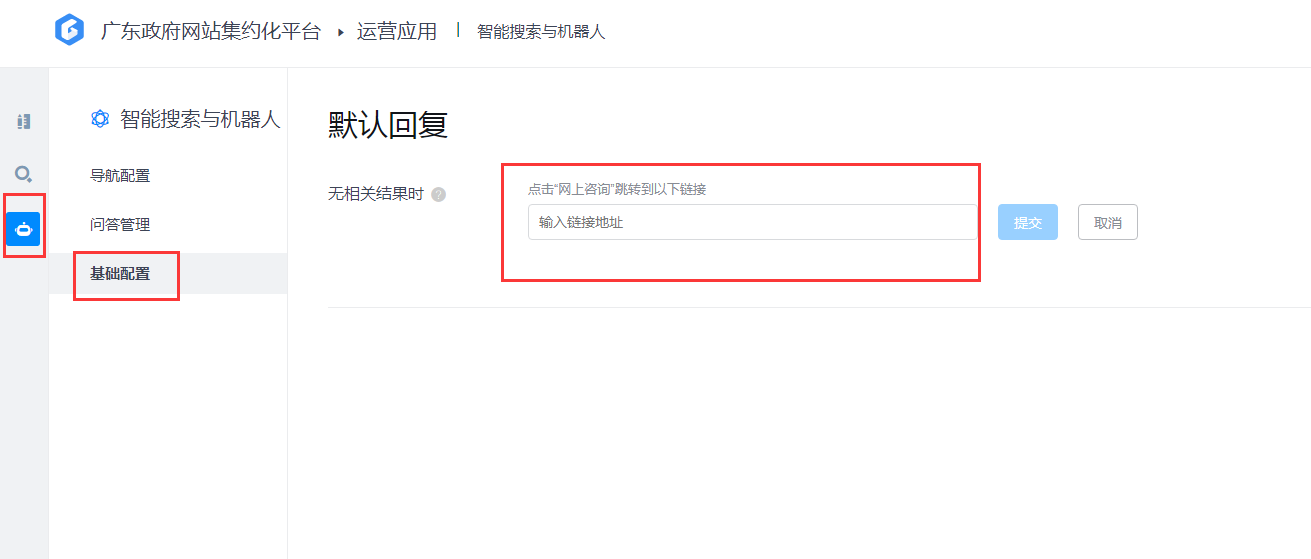 广东政府网站集约化平台 ▸ 运营应用 | 智能搜索与机器人
智能搜索与机器人
导航配置
问答管理
基础配置
默认回复
无相关结果时 ?
点击“网上咨询”跳转到以下链接
输入链接地址
提交
取消